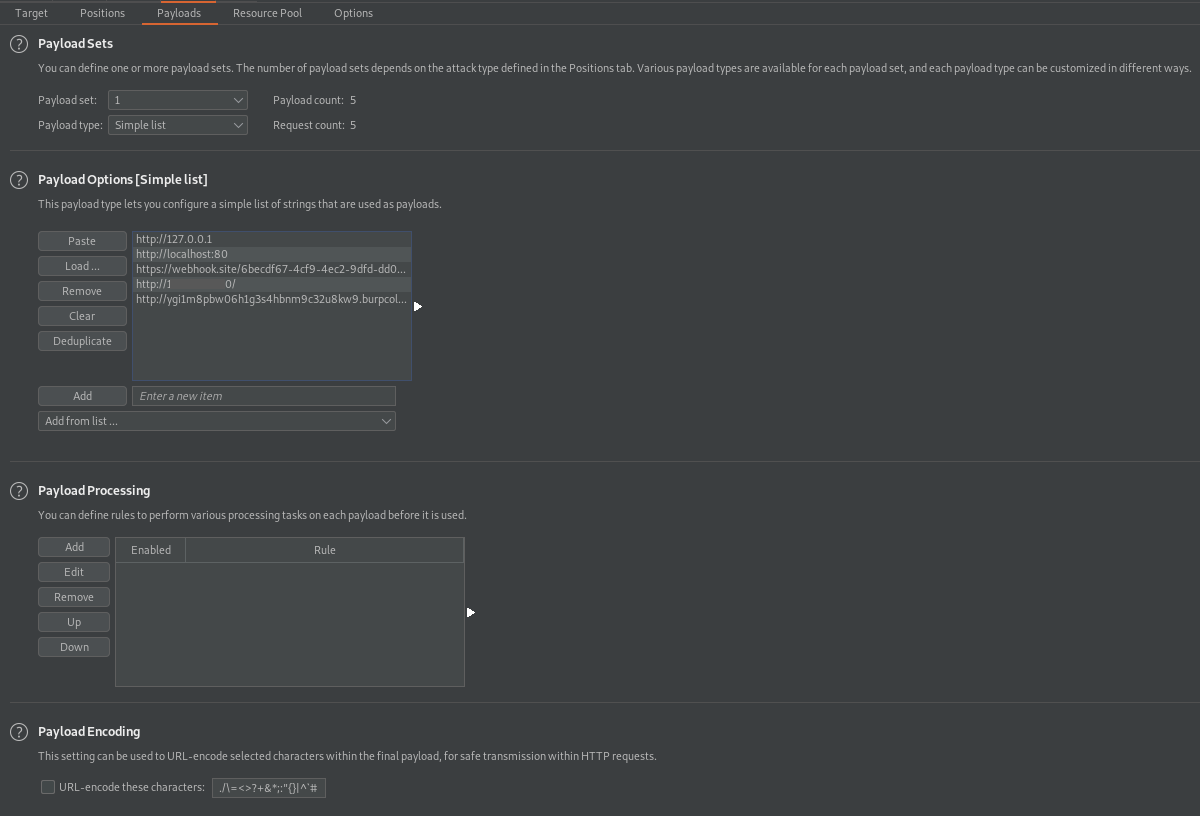 Target Positions Payloads Resource Pool Options
? Payload Sets
You can define one or more payload sets. The number of payload sets depends on the attack type defined in the Positions tab. Various payload types are available for each payload set, and each payload type can be customized in different ways.
Payload set: 1 Payload count: 5
Payload type: Simple list Request count: 5
? Payload Options [Simple list]
This payload type lets you configure a simple list of strings that are used as payloads.
Paste
Load ...
Remove
Clear
Deduplicate
http://127.0.0.1
http://localhost:80
https://webhook.site/6becdf67-4cf9-4ec2-9dfd-dd0...
http:// 0/
http://ygi1m8pbw06h1g3s4hbnm9c32u8kw9.burpcol...
Add Enter a new item
Add from list ...
? Payload Processing
You can define rules to perform various processing tasks on each payload before it is used.
Add
Edit
Remove
Up
Down
Enabled Rule
? Payload Encoding
This setting can be used to URL-encode selected characters within the final payload, for safe transmission within HTTP requests.
URL-encode these characters: ./\=<>?+&*;:"{}|^`#